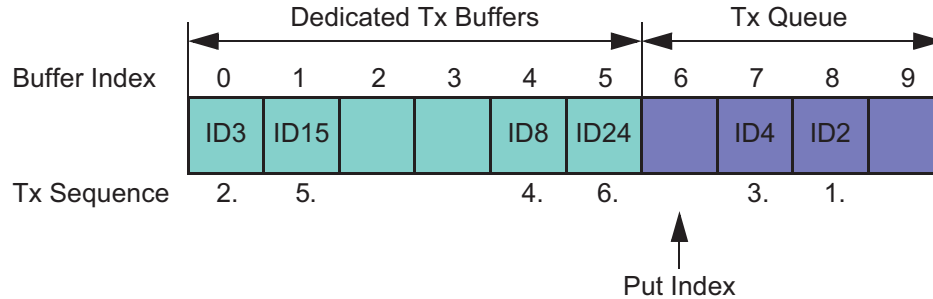 Dedicated Tx Buffers Tx Queue
Buffer Index 0 1 2 3 4 5 6 7 8 9
ID3 ID15 ID8 ID24 ID4 ID2
Tx Sequence 2. 5. 4. 6. 3. 1.
Put Index